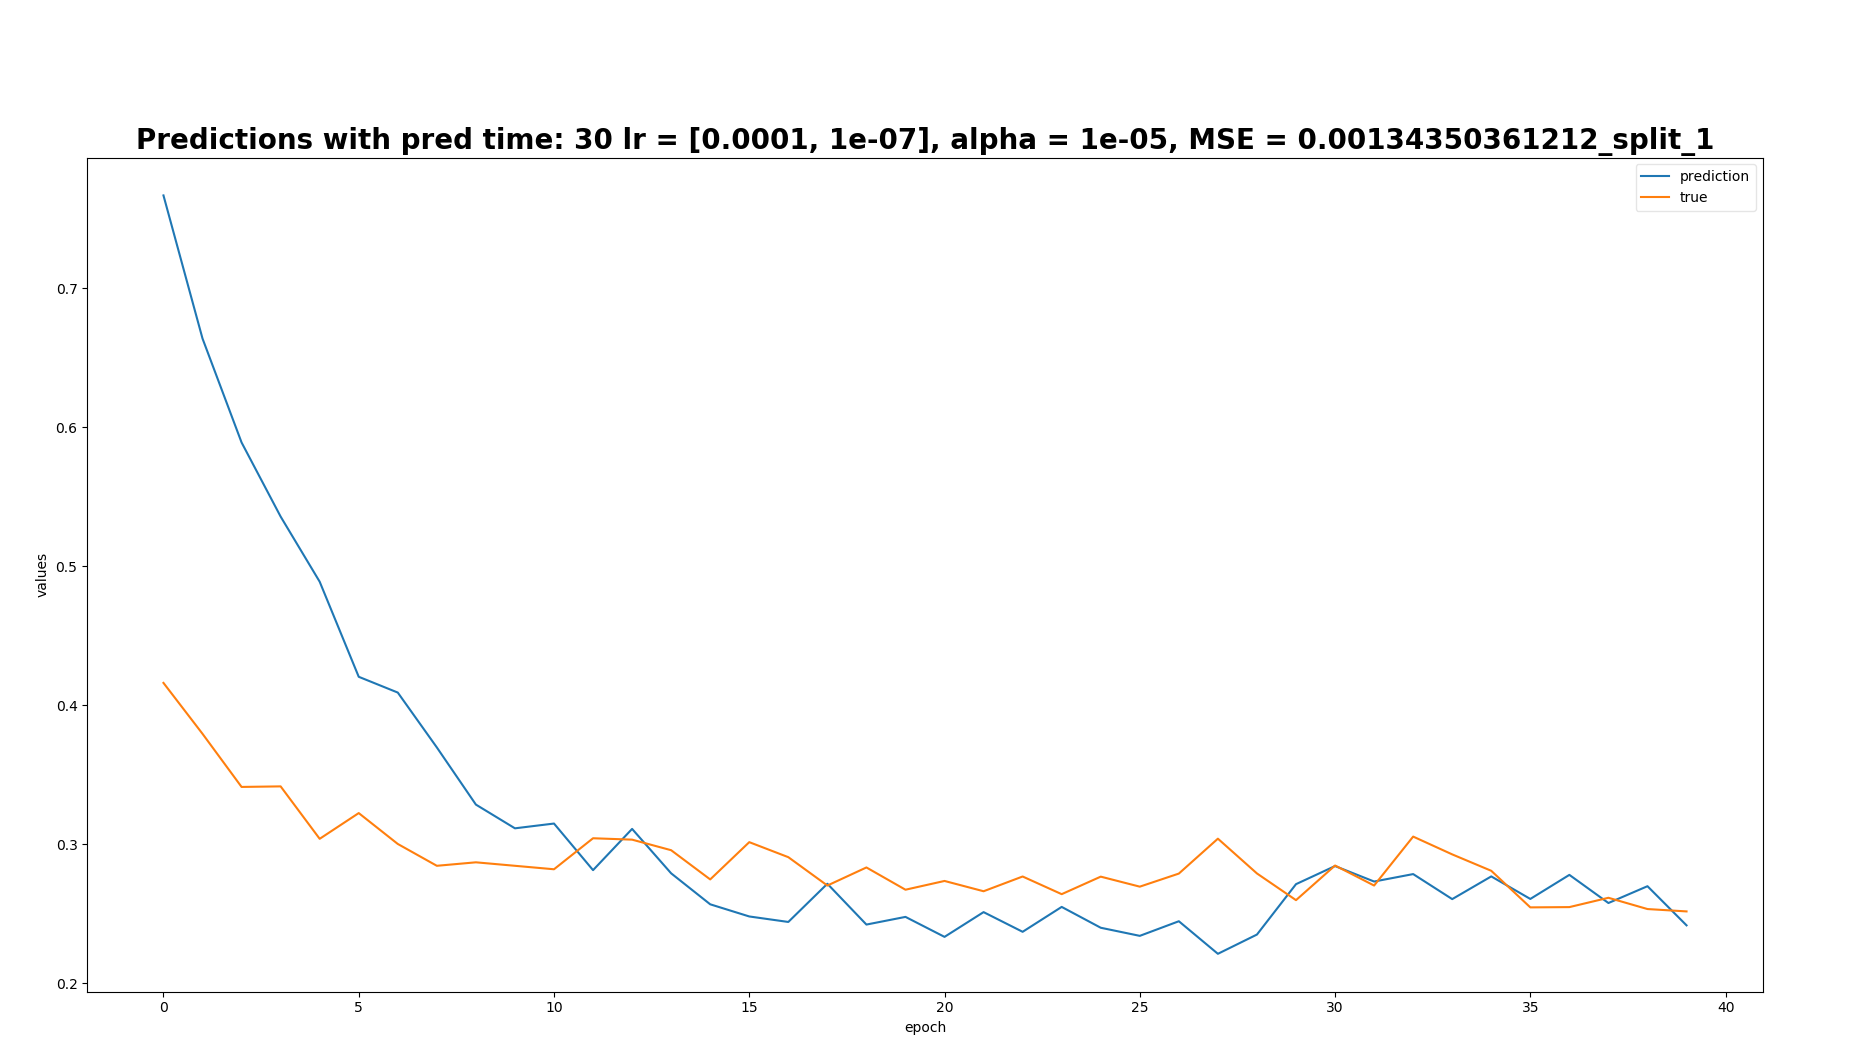 Predictions with pred time: 30 lr = [0.0001, 1e-07], alpha = 1e-05, MSE = 0.00134350361212_split_1
prediction
true
values
0.7
0.6
0.5
0.4
0.3
0.2
0 5 10 15 20 25 30 35 40
epoch